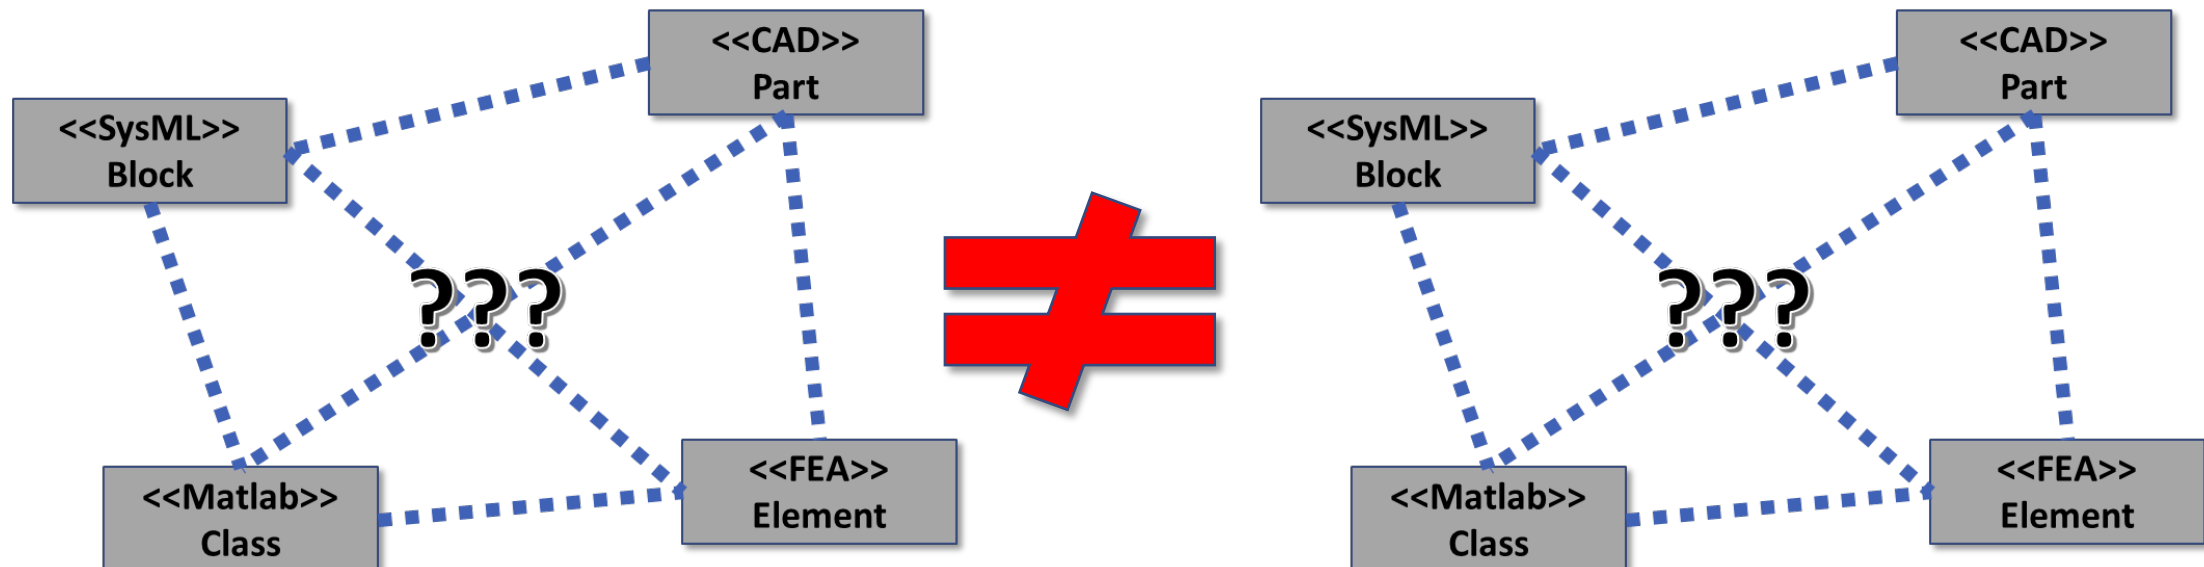 <<CAD>>
Part
<<SysML>>
Block
???
<<Matlab>>
Class
<<FEA>>
Element
≠
<<CAD>>
Part
<<SysML>>
Block
???
<<Matlab>>
Class
<<FEA>>
Element